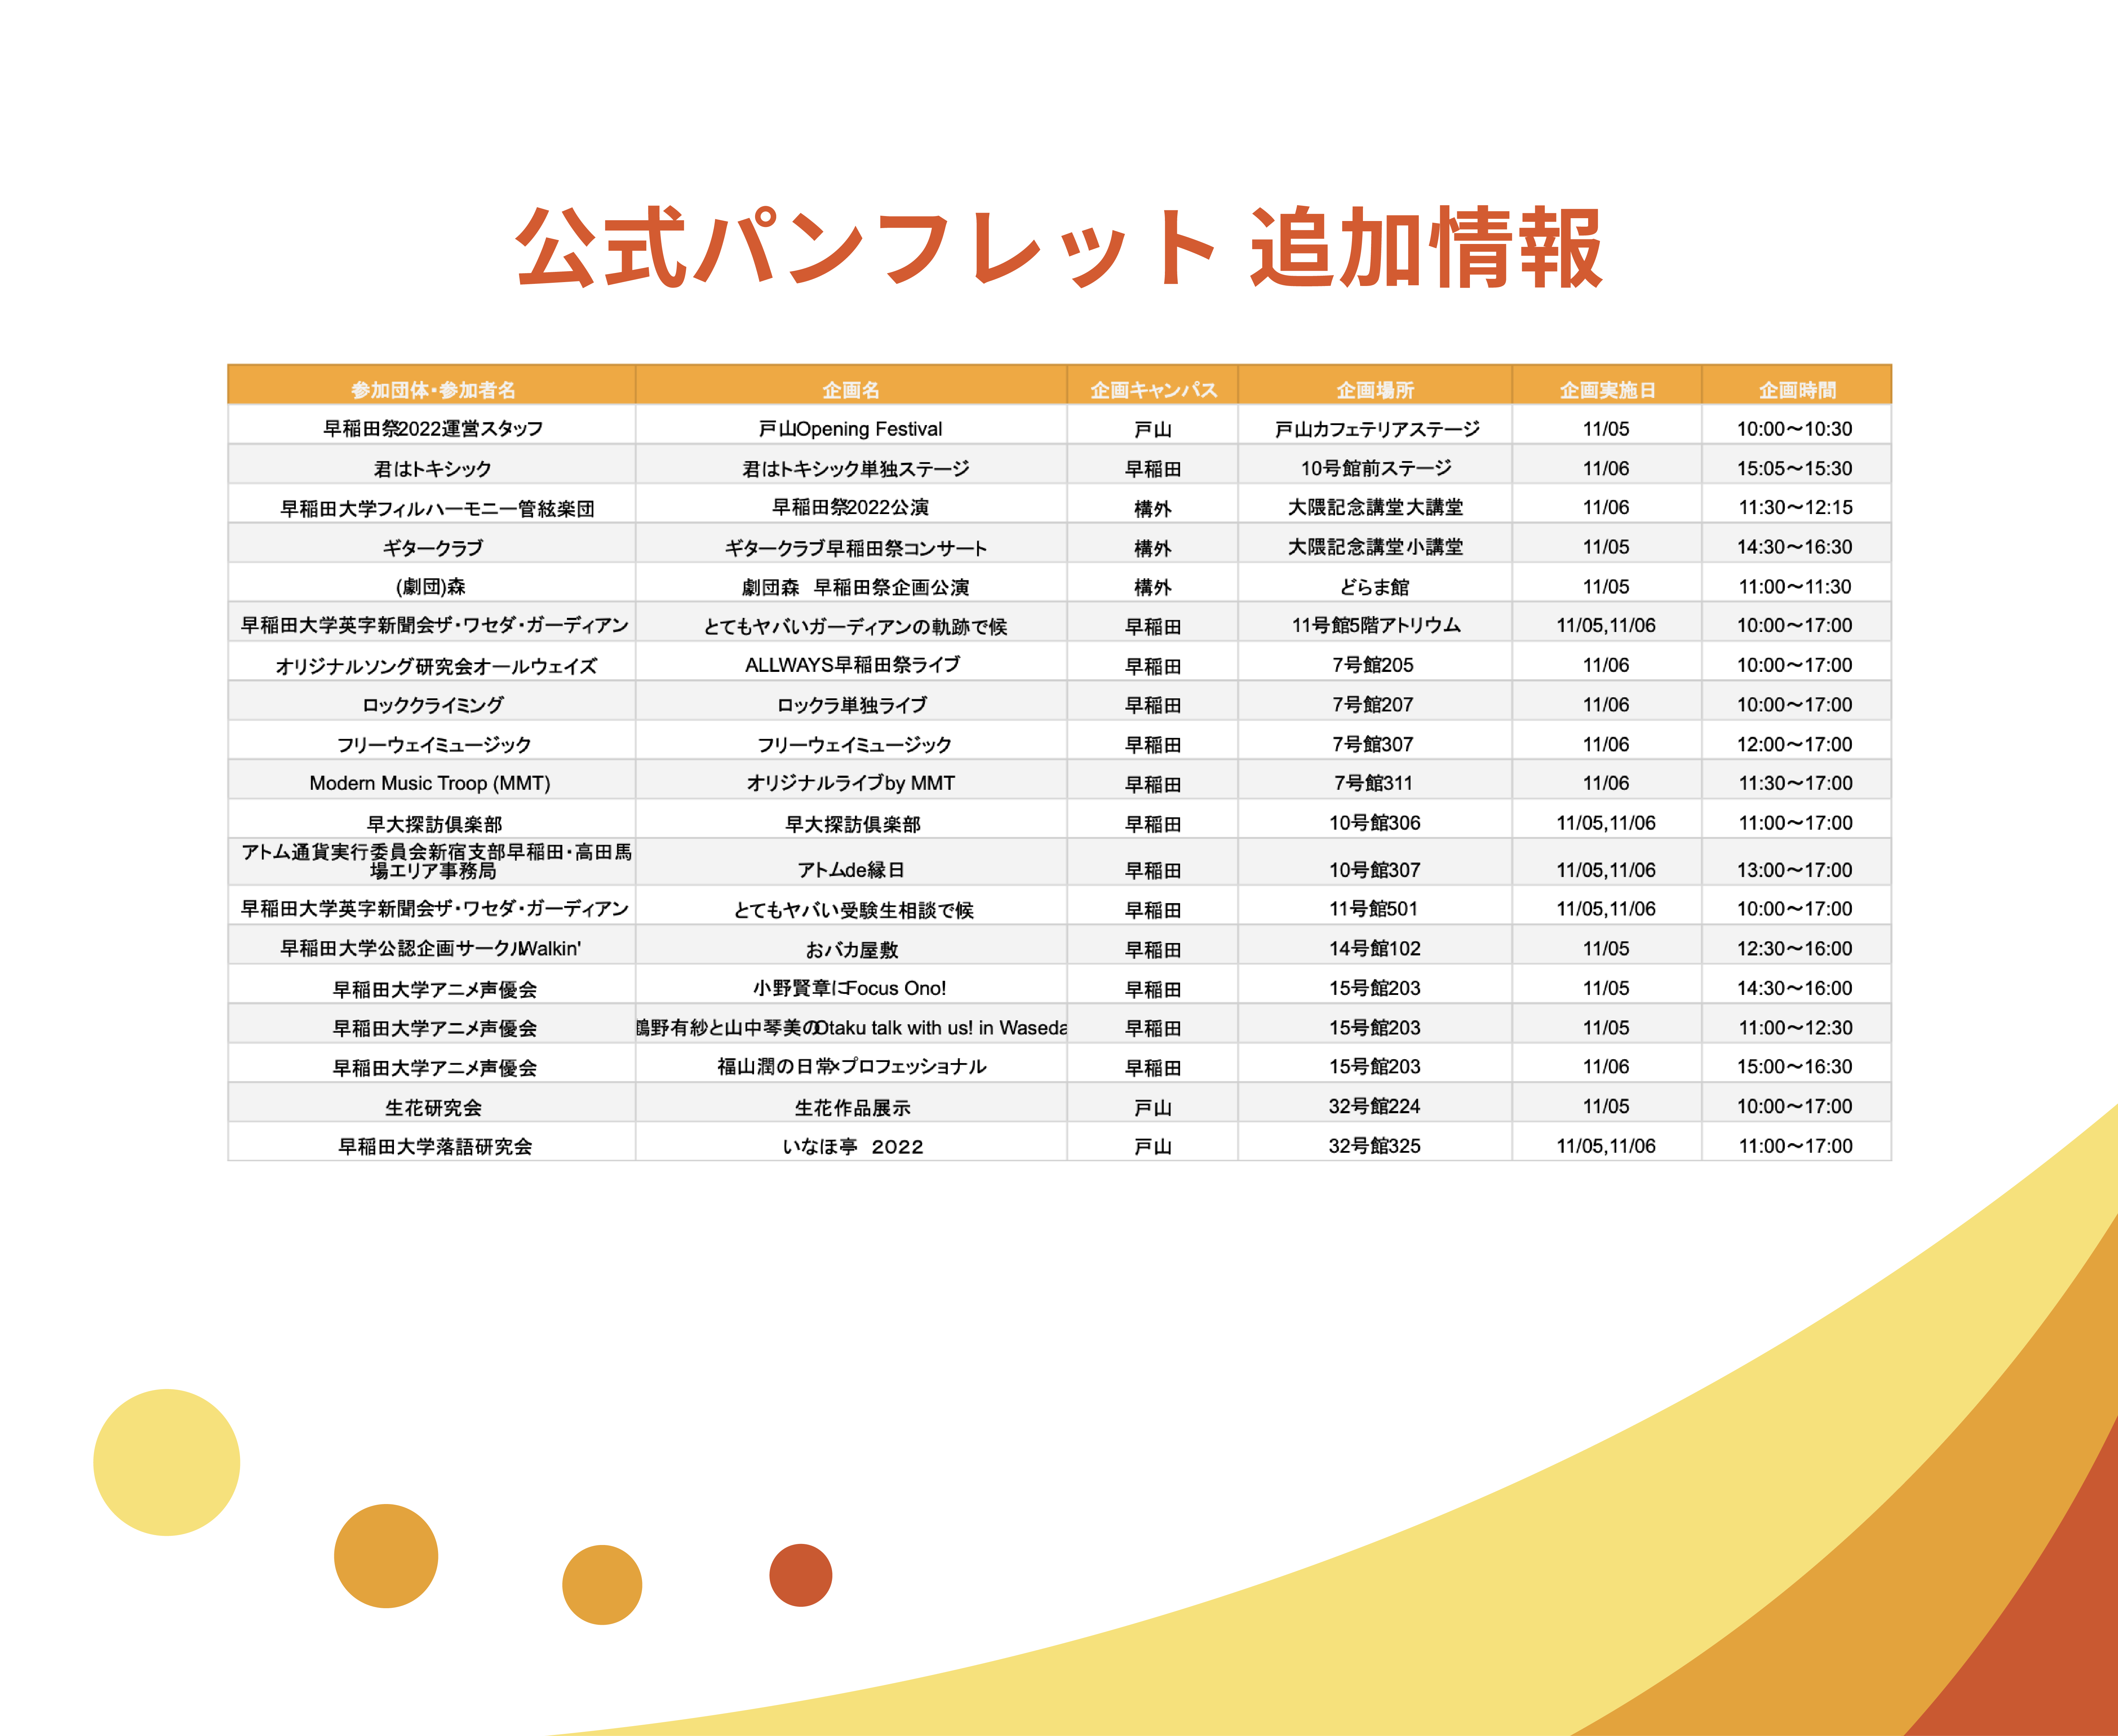 公式パンフレット 追加情報
参加団体・参加者名 企画名 企画キャンパス 企画場所 企画実施日 企画時間
早稲田祭2022運営スタッフ 戸山Opening Festival 戸山 戸山カフェテリアステージ 11/05 10:00〜10:30
君はトキシック 君はトキシック単独ステージ 早稲田 10号館前ステージ 11/06 15:05〜15:30
早稲田大学フィルハーモニー管絃楽団 早稲田祭2022公演 構外 大隈記念講堂大講堂 11/06 11:30〜12:15
ギタークラブ ギタークラブ早稲田祭コンサート 構外 大隈記念講堂小講堂 11/05 14:30〜16:30
(劇団)森 劇団森　早稲田祭企画公演 構外 どらま館 11/05 11:00〜11:30
早稲田大学英字新聞会ザ・ワセダ・ガーディアン とてもヤバいガーディアンの軌跡で候 早稲田 11号館5階アトリウム 11/05,11/06 10:00〜17:00
オリジナルソング研究会オールウェイズ ALLWAYS早稲田祭ライブ 早稲田 7号館205 11/06 10:00〜17:00
ロッククライミング ロックラ単独ライブ 早稲田 7号館207 11/06 10:00〜17:00
フリーウェイミュージック フリーウェイミュージック 早稲田 7号館307 11/06 12:00〜17:00
Modern Music Troop (MMT) オリジナルライブby MMT 早稲田 7号館311 11/06 11:30〜17:00
早大探訪倶楽部 早大探訪倶楽部 早稲田 10号館306 11/05,11/06 11:00〜17:00
アトム通貨実行委員会新宿支部早稲田・高田馬
場エリア事務局 アトムde縁日 早稲田 10号館307 11/05,11/06 13:00〜17:00
早稲田大学英字新聞会ザ・ワセダ・ガーディアン とてもヤバい受験生相談で候 早稲田 11号館501 11/05,11/06 10:00〜17:00
早稲田大学公認企画サークルWalkin' おバカ屋敷 早稲田 14号館102 11/05 12:30〜16:00
早稲田大学アニメ声優会 小野賢章にFocus Ono! 早稲田 15号館203 11/05 14:30〜16:00
早稲田大学アニメ声優会 鶴野有紗と山中琴美のOtaku talk with us! in Waseda 早稲田 15号館203 11/05 11:00〜12:30
早稲田大学アニメ声優会 福山潤の日常×プロフェッショナル 早稲田 15号館203 11/06 15:00〜16:30
生花研究会 生花作品展示 戸山 32号館224 11/05 10:00〜17:00
早稲田大学落語研究会 いなほ亭　2022 戸山 32号館325 11/05,11/06 11:00〜17:00